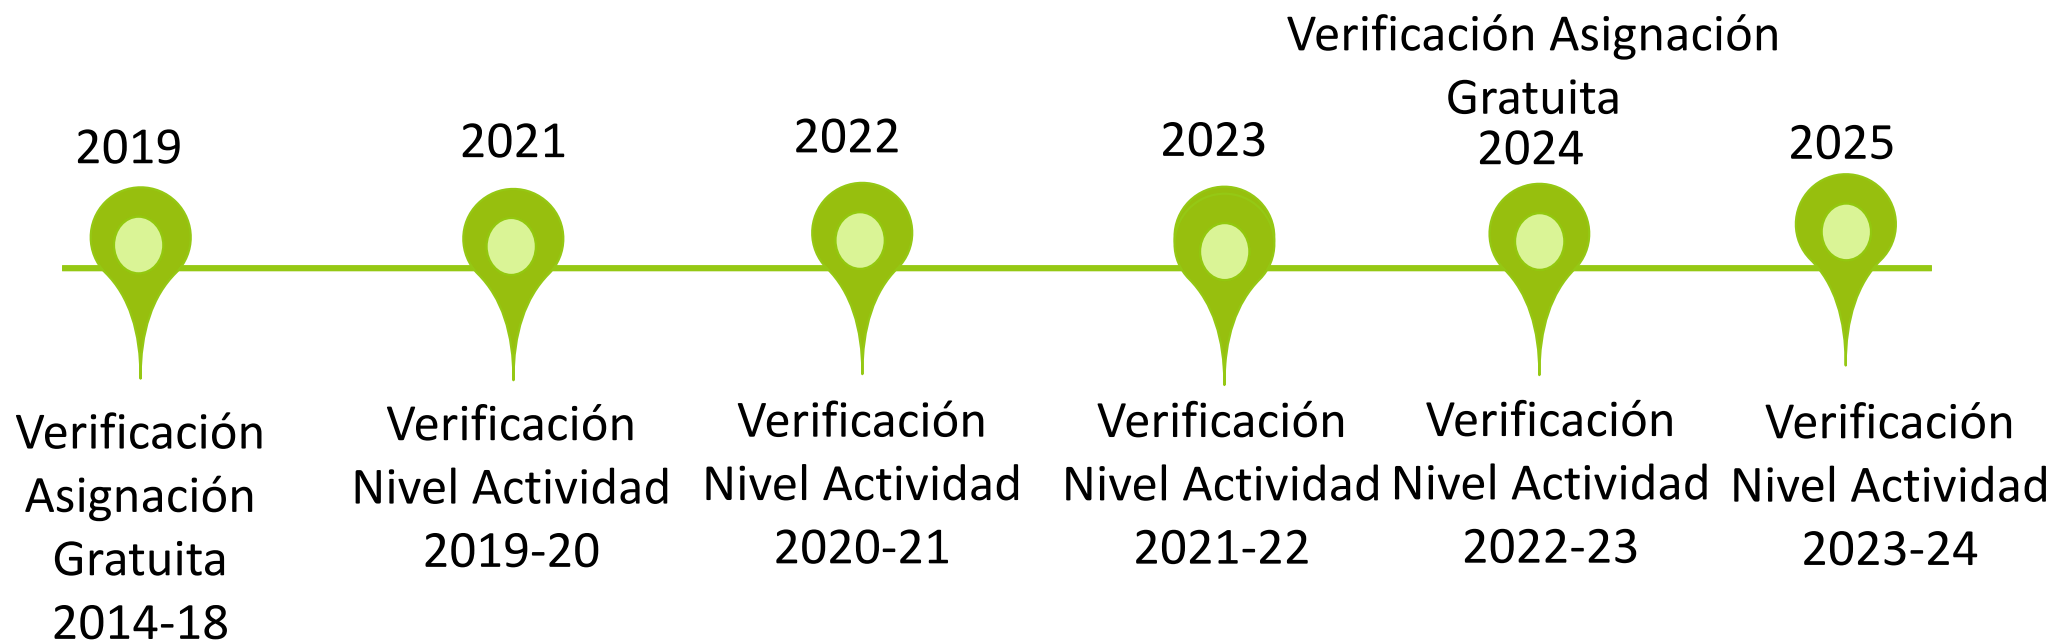 Verificación Asignación
Gratuita
2019
2021
2022
2023
2024
2025
Verificación
Asignación
Gratuita
2014-18
Verificación
Nivel Actividad
2019-20
Verificación
Nivel Actividad
2020-21
Verificación
Nivel Actividad
2021-22
Verificación
Nivel Actividad
2022-23
Verificación
Nivel Actividad
2023-24